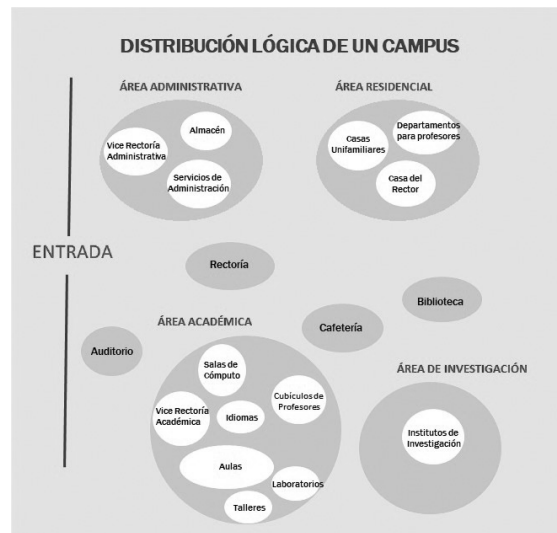 DISTRIBUCIÓN LÓGICA DE UN CAMPUS
ÁREA ADMINISTRATIVA
ÁREA RESIDENCIAL
Almacén
Vice Rectoría
Administrativa
Servicios de
Administración
Departamentos
para profesores
Casas
Unifamiliares
Casa del
Rector
ENTRADA
Rectoría
Biblioteca
Cafetería
Auditorio
ÁREA ACADÉMICA
Salas de
Cómputo
Cubículos de
Profesores
Vice Rectoría
Académica
Idiomas
Aulas
Laboratorios
Talleres
ÁREA DE INVESTIGACIÓN
Institutos de
Investigación